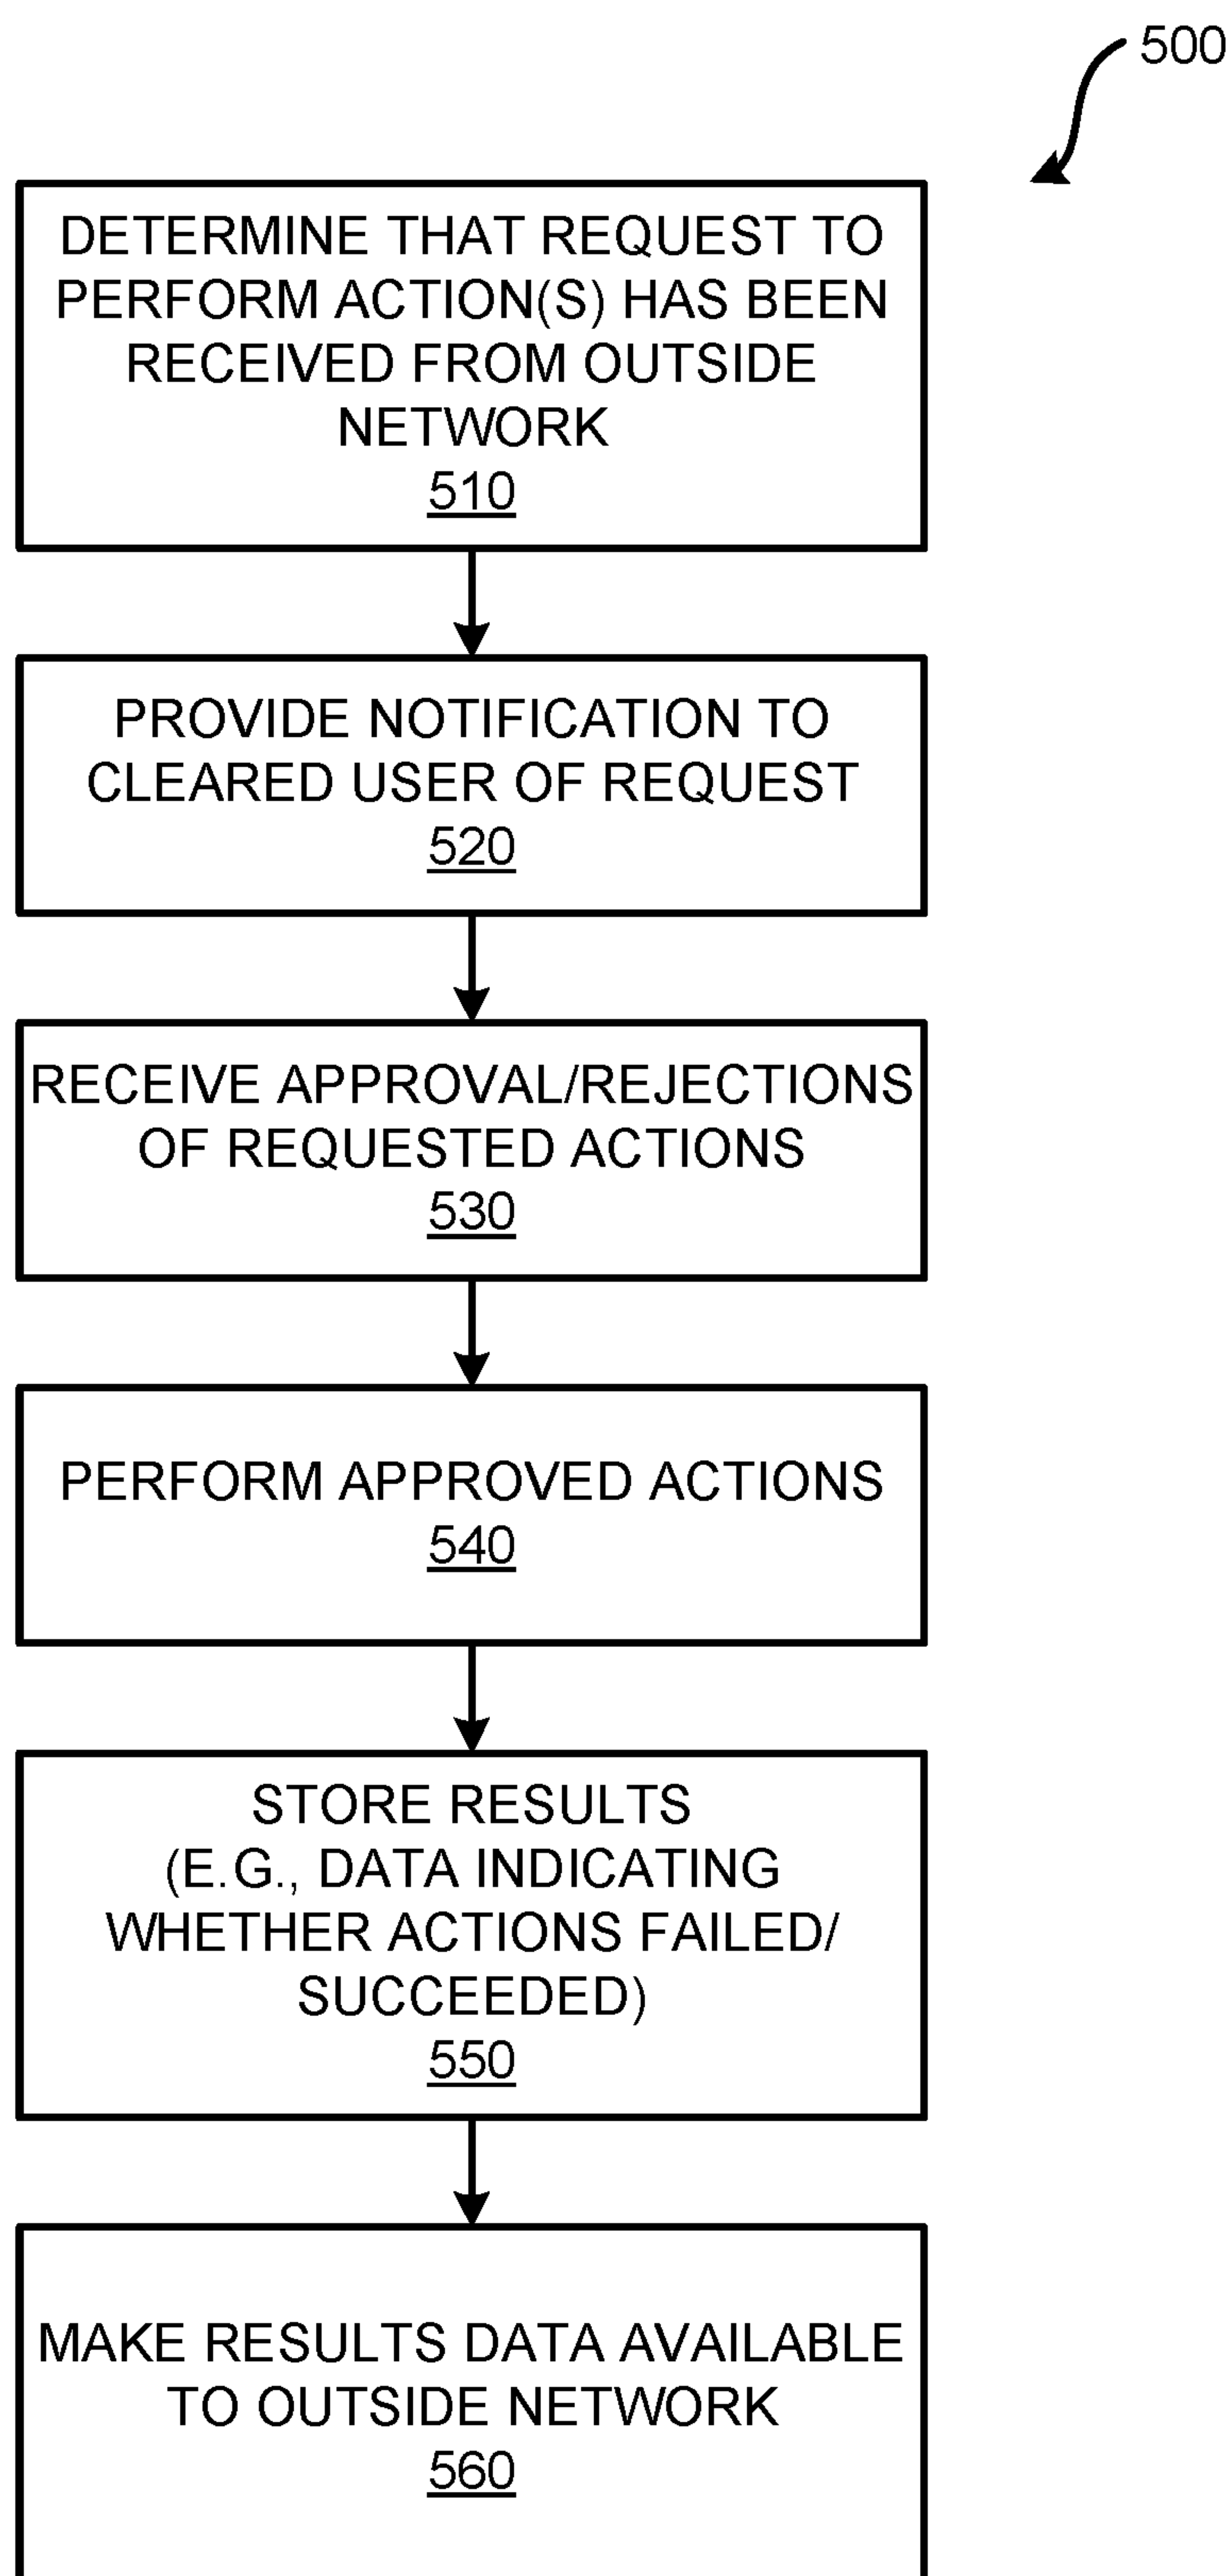 500
DETERMINE THAT REQUEST TO
PERFORM ACTION(S) HAS BEEN
RECEIVED FROM OUTSIDE
NETWORK
510
PROVIDE NOTIFICATION TO
CLEARED USER OF REQUEST
520
RECEIVE APPROVAL/REJECTIONS
OF REQUESTED ACTIONS
530
PERFORM APPROVED ACTIONS
540
STORE RESULTS
(E.G., DATA INDICATING
WHETHER ACTIONS FAILED/
SUCCEEDED)
550
MAKE RESULTS DATA AVAILABLE
TO OUTSIDE NETWORK
560